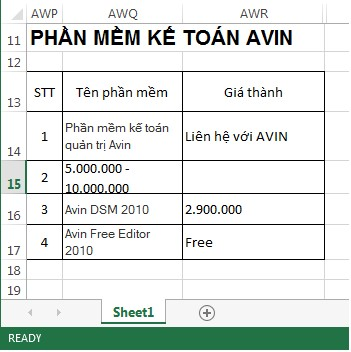 AWP AWQ AWR
11 PHẦN MỀM KẾ TOÁN AVIN
12
13 STT Tên phần mềm Giá thành
14 1 Phần mềm kế toán
quản trị Avin Liên hệ với AVIN
15 2 5.000.000 -
10.000.000
16 3 Avin DSM 2010 2.900.000
17 4 Avin Free Editor
2010 Free
18
19
Sheet1
READY